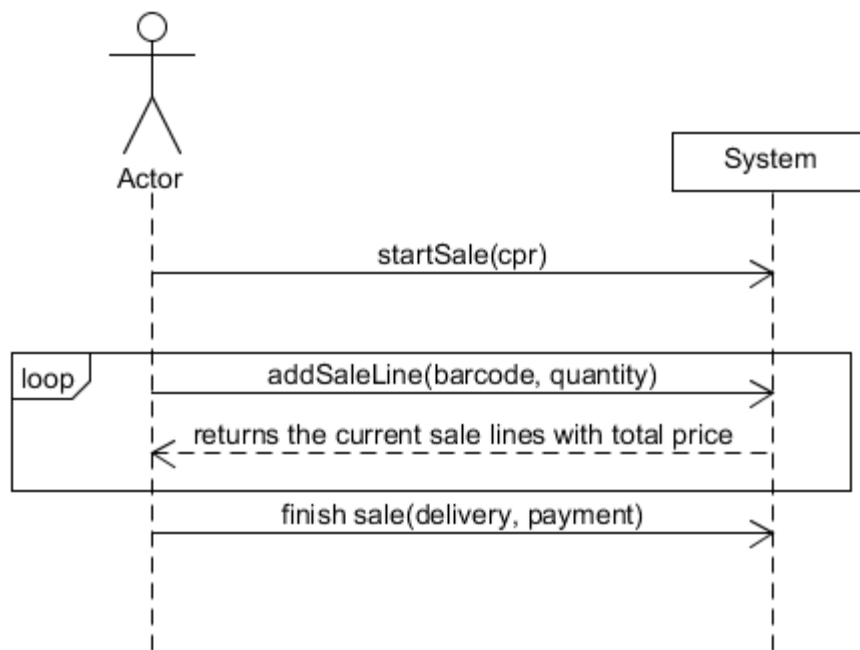 Actor
System
startSale(cpr)
loop
addSaleLine(barcode, quantity)
returns the current sale lines with total price
finish sale(delivery, payment)